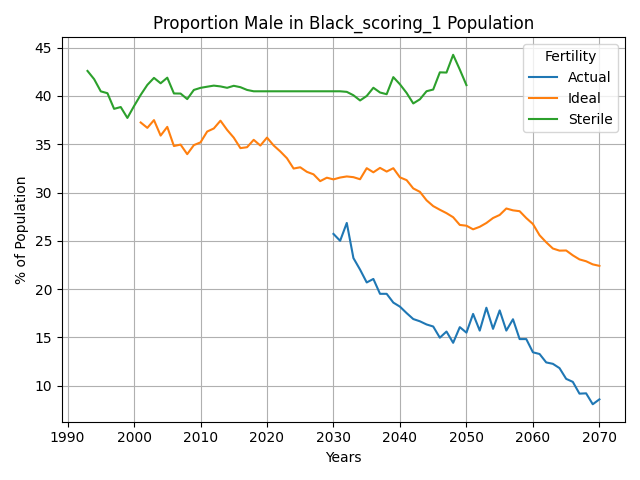 Proportion Male in Black_scoring_1 Population
% of Population
45
40
35
30
25
20
15
10
Fertility
Actual
Ideal
Sterile
1990 2000 2010 2020 2030 2040 2050 2060 2070
Years